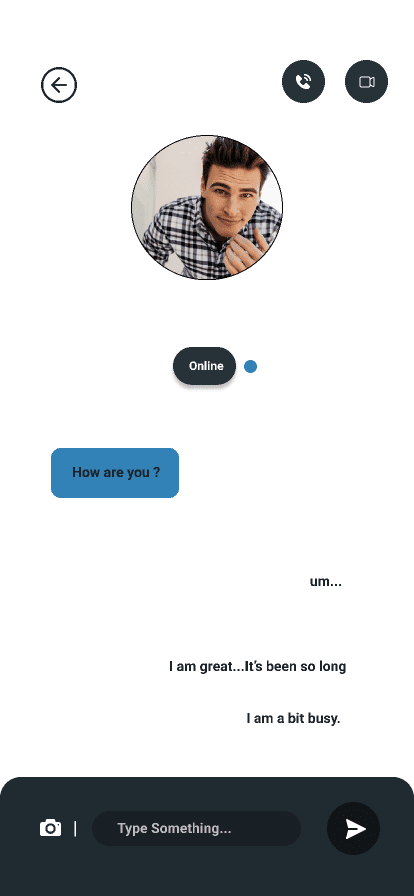 Online
How are you ?
um...
I am great...It's been so long
I am a bit busy.
Type Something...